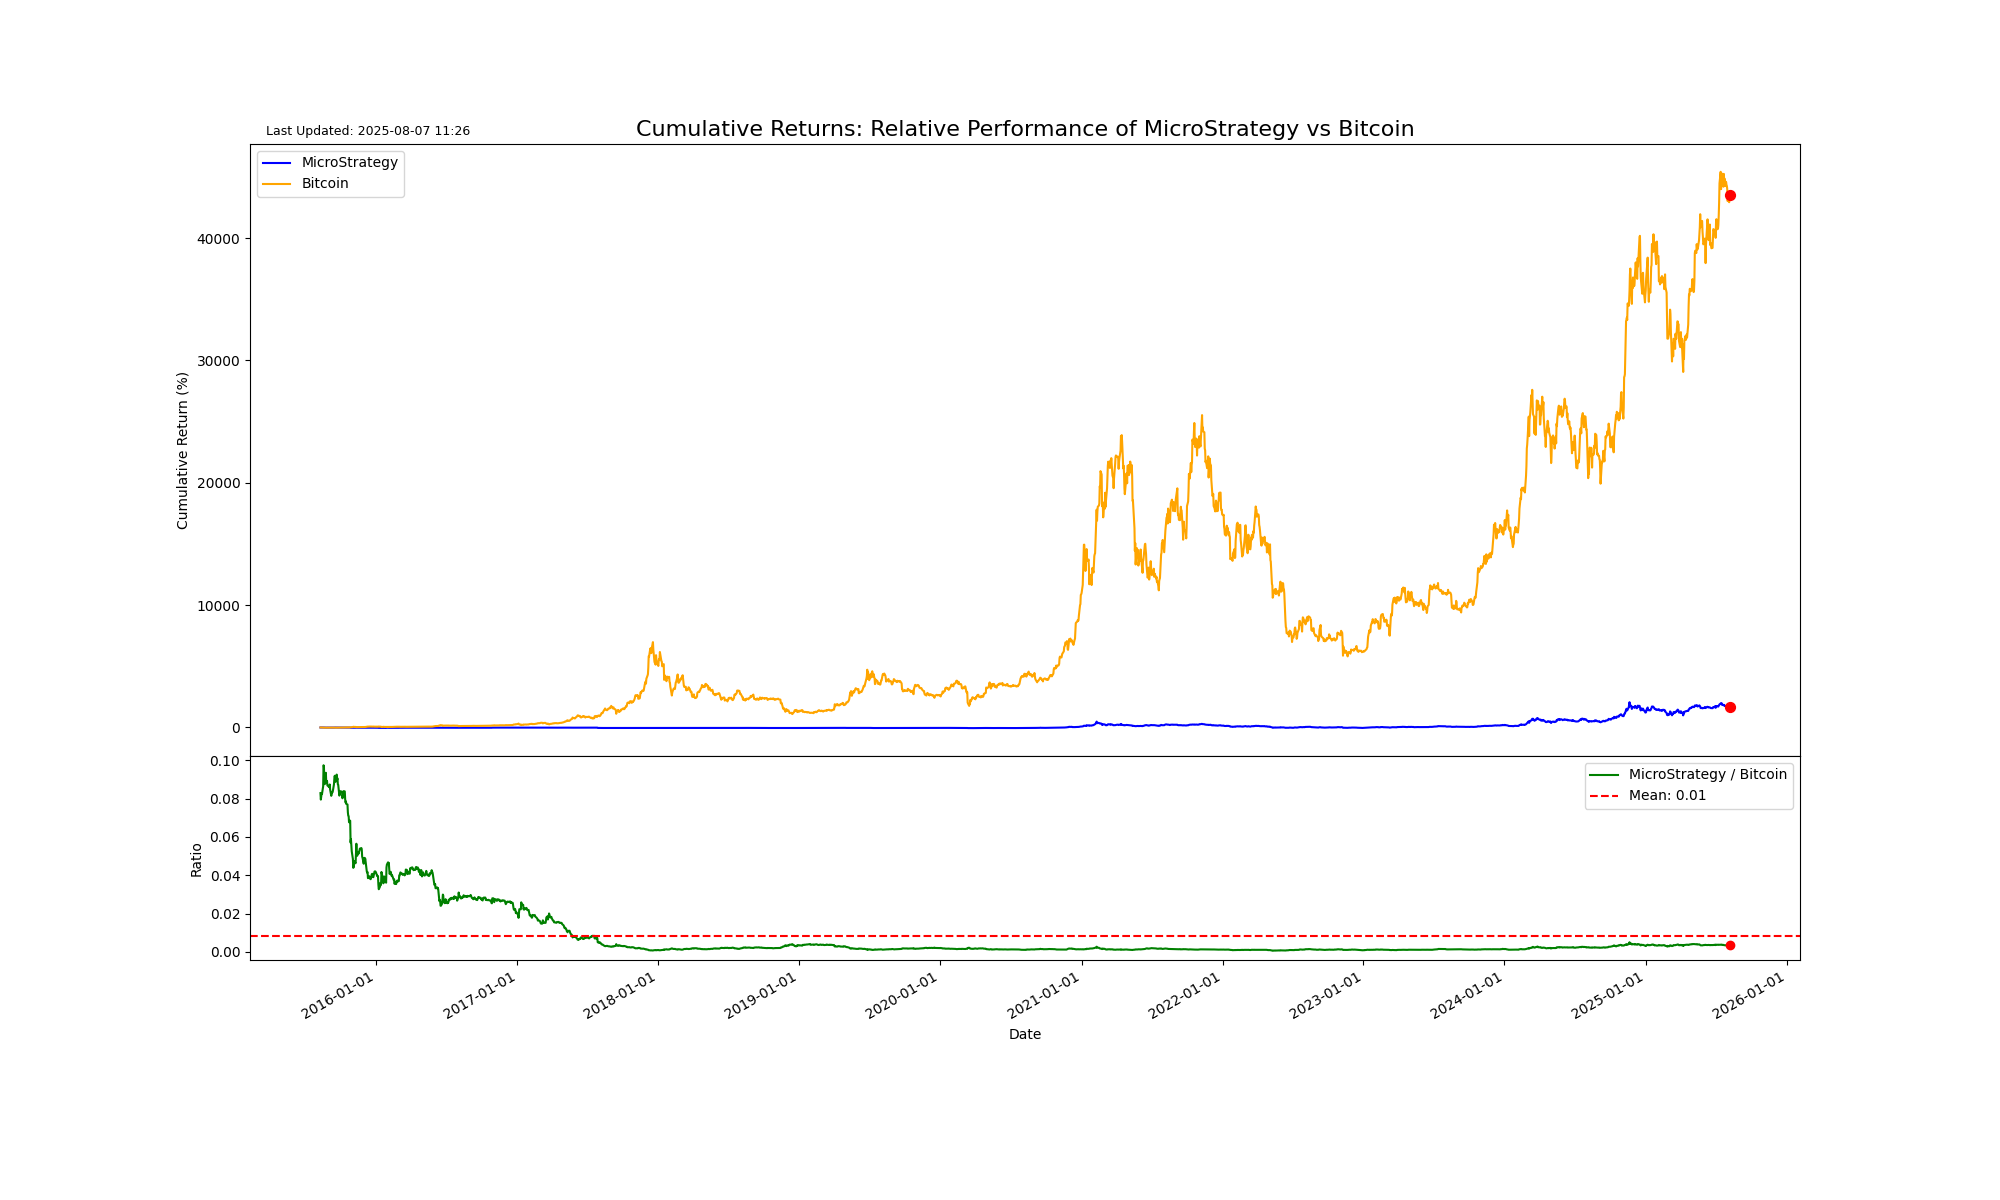 Last Updated: 2025-08-07 11:26
Cumulative Returns: Relative Performance of MicroStrategy vs Bitcoin
MicroStrategy
Bitcoin
Cumulative Return (%)
40000
30000
20000
10000
0
MicroStrategy / Bitcoin
Mean: 0.01
Ratio
0.10
0.08
0.06
0.04
0.02
0.00
2016-01-01
2017-01-01
2018-01-01
2019-01-01
2020-01-01
2021-01-01
2022-01-01
2023-01-01
2024-01-01
2025-01-01
2026-01-01
Date